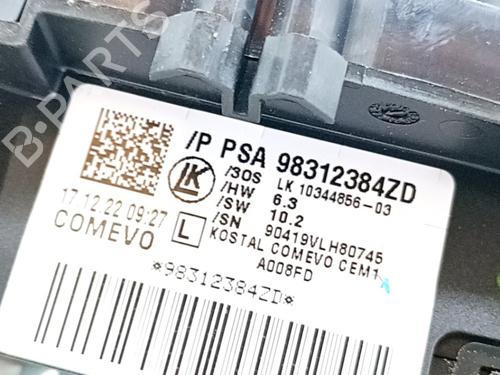 B-PARTS
/P PSA 98312384ZD
/SOS LK 10344856-03
/HW 6.3
/SW 10.2
/SN 90419VLH80745
LK
17.12.22 09:27
COMEVO
L
KOSTAL COMEVO CEM1
A008FD
*98312384ZD*